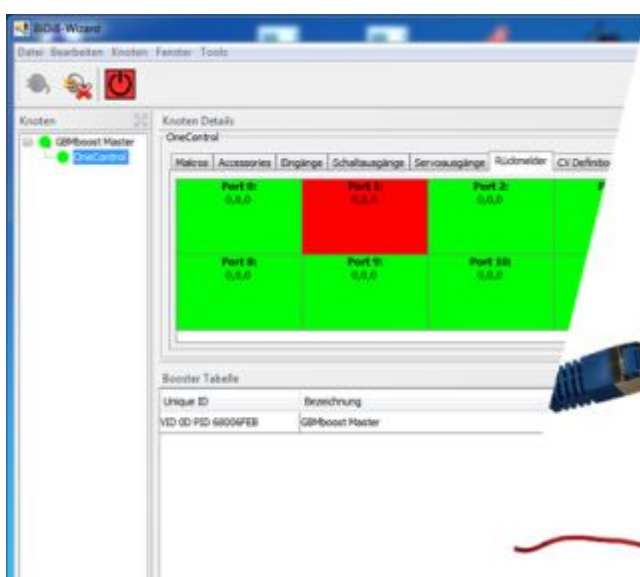 BiDiB-Wizard
Datei Bearbeiten Knoten Fenster Tools
Knoten
GBMboost Master
OneControl
Knoten Details
OneControl
Makros Accessories Eingänge Schaltausgänge Servoausgänge Rückmelder CV Definitio
Port 0: Port 1: Port 2: P
0,0,0 0,0,0 0,0,0
Port 8: Port 9: Port 10:
0,0,0 0,0,0 0,0,0
Booster Tabelle
Unique ID Bezeichnung
VID 0D PID 68006FEB GBMboost Master